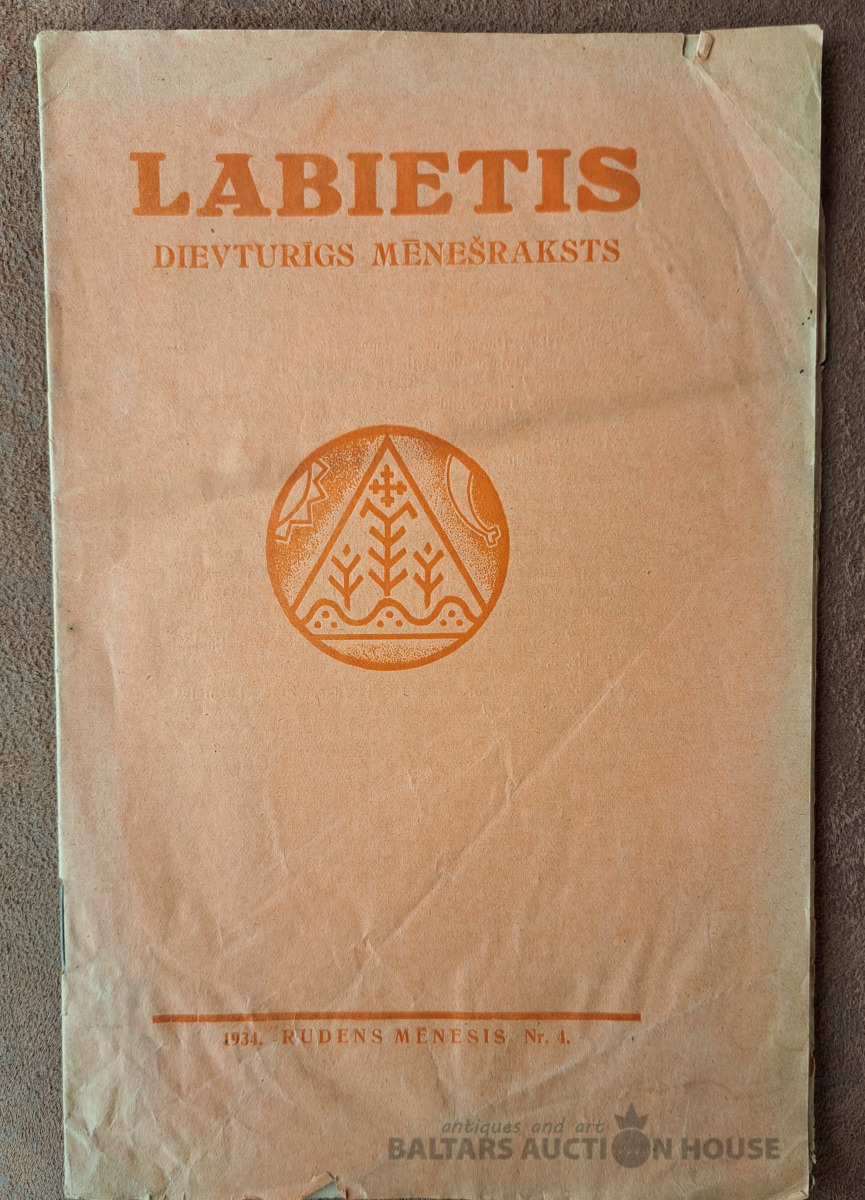 LABIETIS
DIEVTURĪGS MĒNEŠRAKSTS
1934. RUDENS MĒNESIS Nr. 4.
antiques and art
BALTARS AUCTION HOUSE